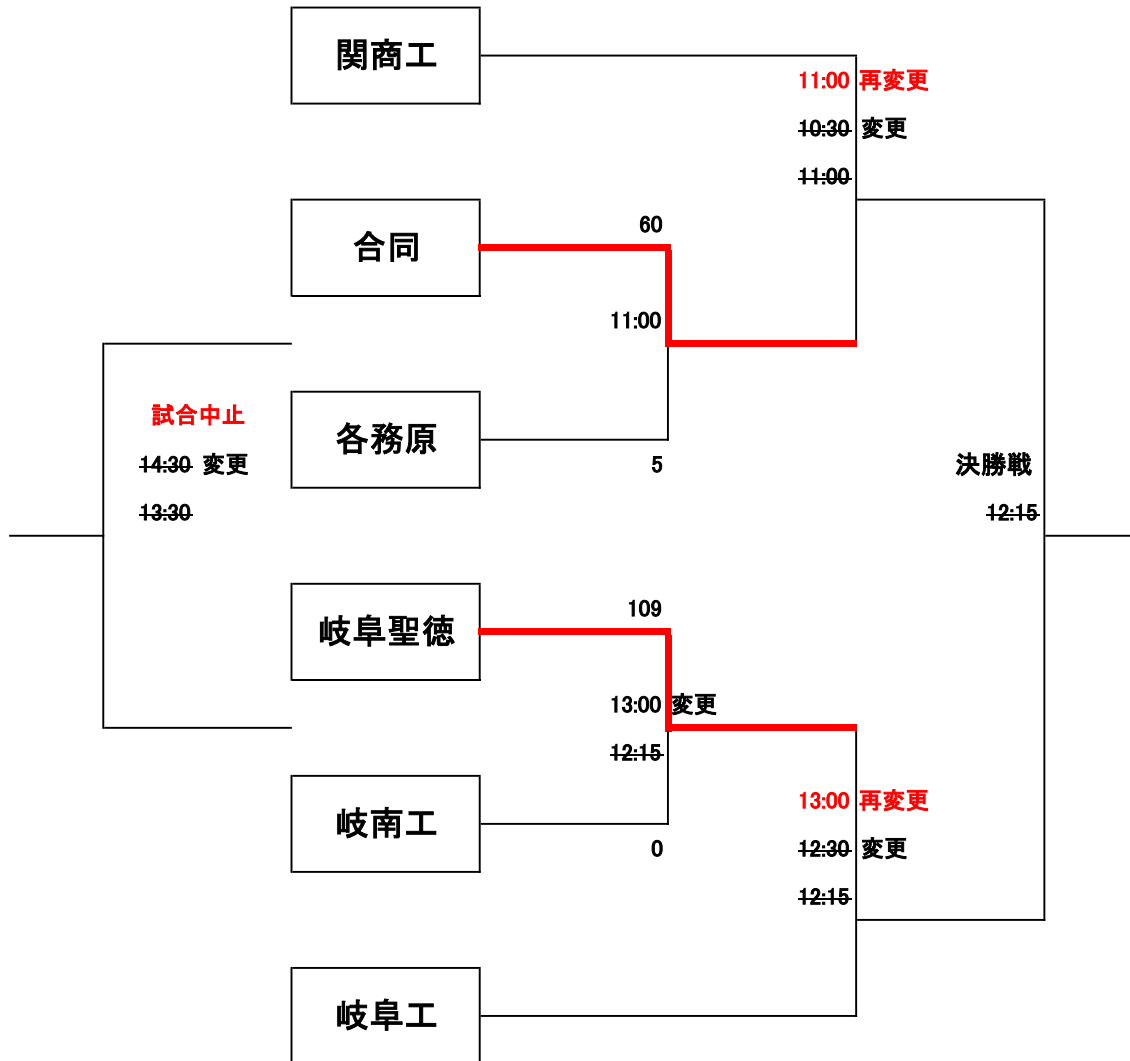 関商工
11:00 再変更
10:30 変更
11:00
合同
60
11:00
各務原
5
試合中止
14:30 変更
13:30
決勝戦
12:15
岐阜聖徳
109
13:00 変更
12:15
岐南工
0
13:00 再変更
12:30 変更
12:15
岐阜工